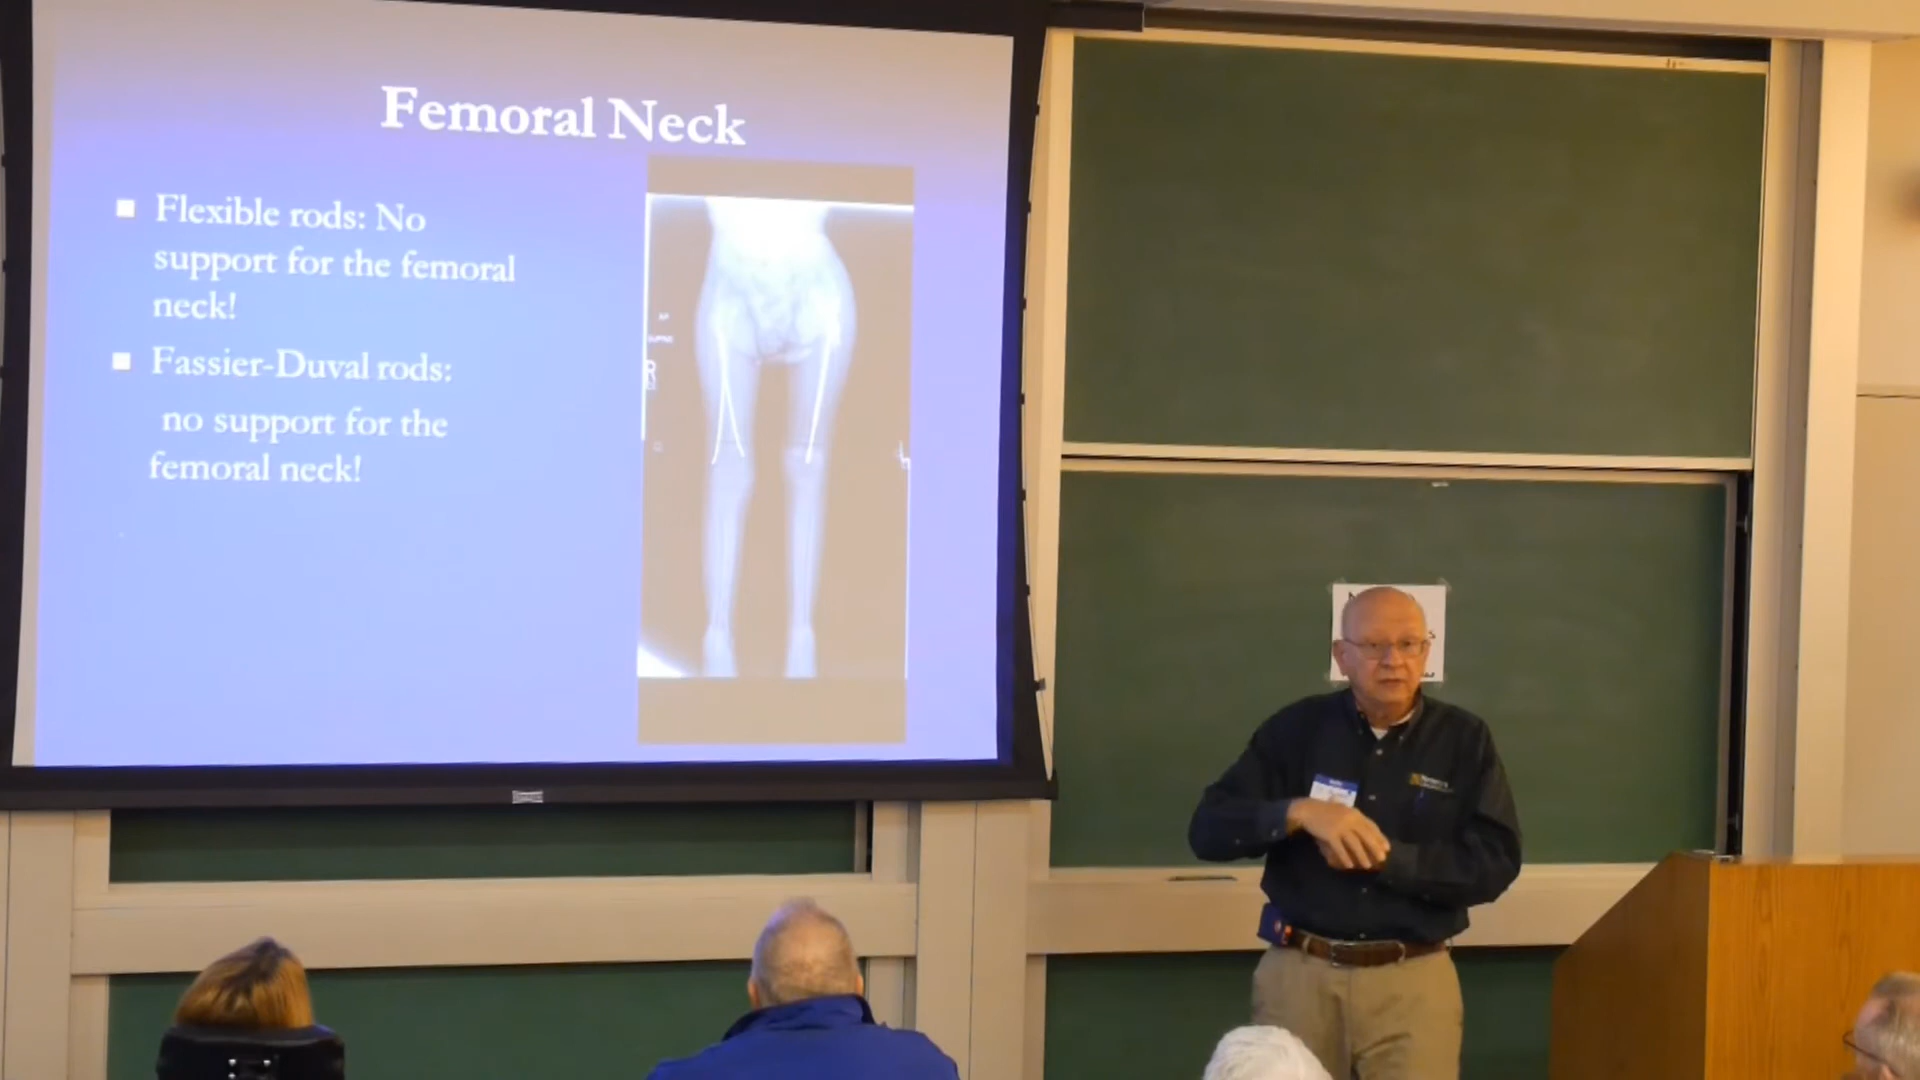 Femoral Neck
Flexible rods: No
support for the femoral
neck!
Fassier-Duval rods:
no support for the
femoral neck!
R